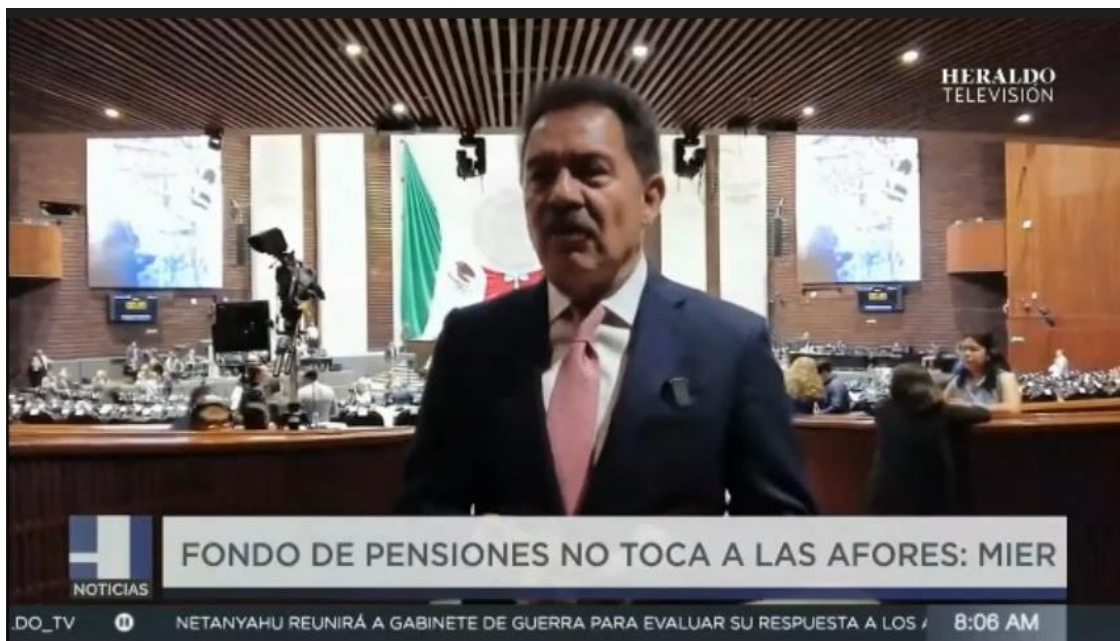 HERALDO
TELEVISIÓN
FONDO DE PENSIONES NO TOCA A LAS AFORES: MIER
NOTICIAS
.DO_TV
NETANYAHU REUNIRÁ A GABINETE DE GUERRA PARA EVALUAR SU RESPUESTA A LOS
8:06 AM